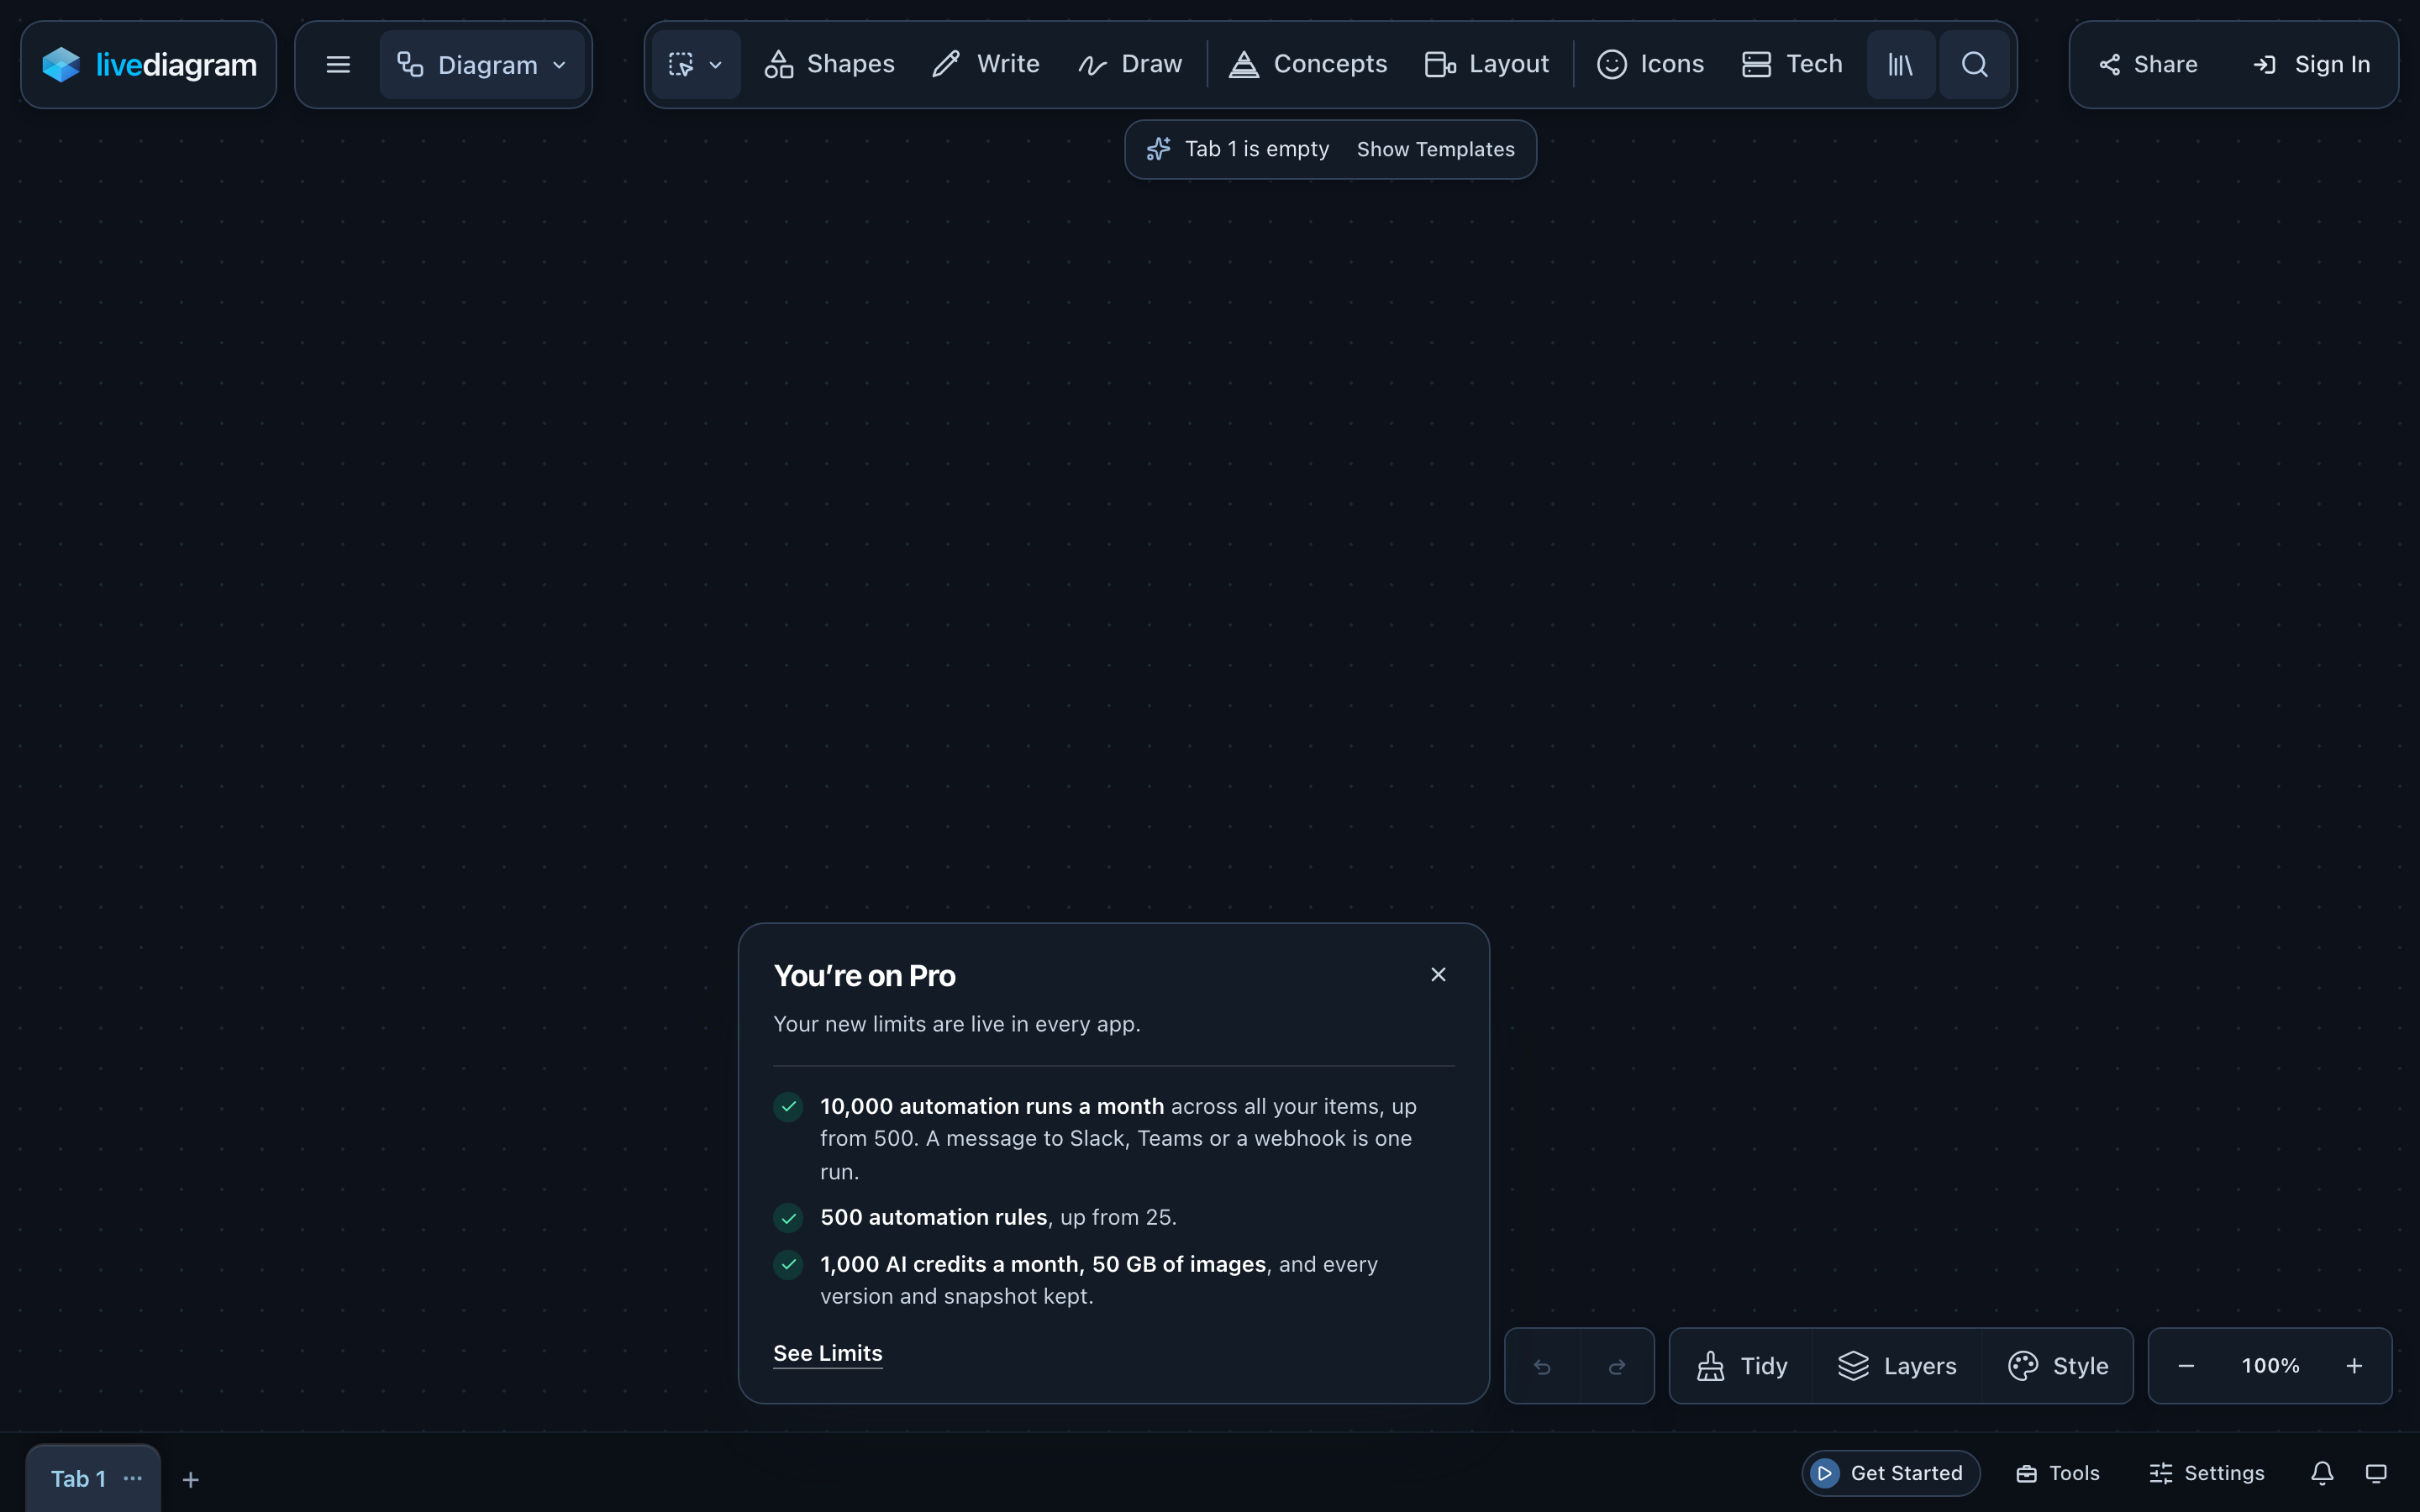 livediagram
Diagram
Shapes
Write
Draw
Concepts
Layout
Icons
Tech
Share
Sign In
Tab 1 is empty
Show Templates
You’re on Pro
Your new limits are live in every app.
10,000 automation runs a month across all your items, up
from 500. A message to Slack, Teams or a webhook is one
run.
500 automation rules, up from 25.
1,000 AI credits a month, 50 GB of images, and every
version and snapshot kept.
See Limits
Tidy
Layers
Style
100%
Tab 1
Get Started
Tools
Settings